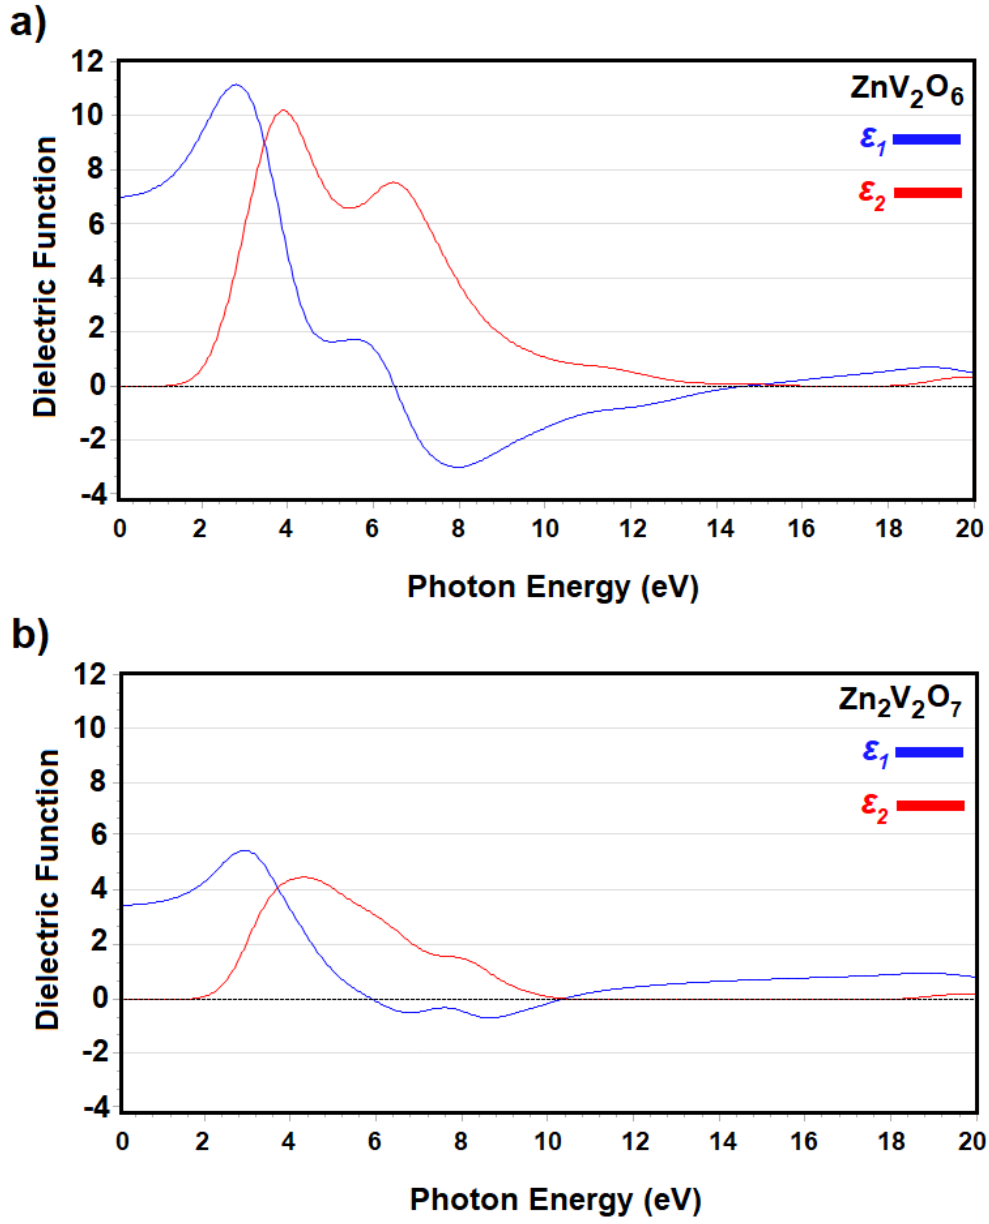 a)
12
10
8
6
4
2
0
-2
-4
Dielectric Function
ZnV₂O₆
ε₁
ε₂
0 2 4 6 8 10 12 14 16 18 20
Photon Energy (eV)
b)
12
10
8
6
4
2
0
-2
-4
Dielectric Function
Zn₂V₂O₇
ε₁
ε₂
0 2 4 6 8 10 12 14 16 18 20
Photon Energy (eV)